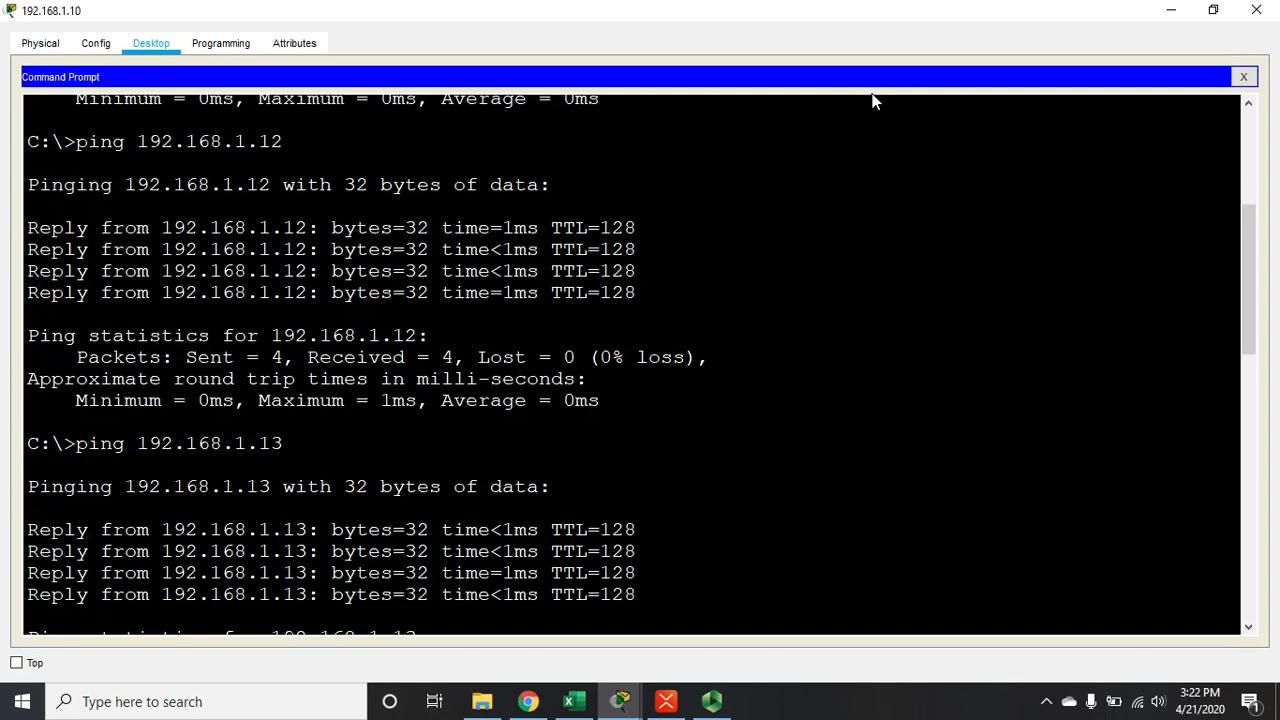 192.168.1.10
Physical Config Desktop Programming Attributes
Command Prompt X
Minimum = 0ms, Maximum = 0ms, Average = 0ms
C:\>ping 192.168.1.12
Pinging 192.168.1.12 with 32 bytes of data:
Reply from 192.168.1.12: bytes=32 time=1ms TTL=128
Reply from 192.168.1.12: bytes=32 time<1ms TTL=128
Reply from 192.168.1.12: bytes=32 time<1ms TTL=128
Reply from 192.168.1.12: bytes=32 time=1ms TTL=128
Ping statistics for 192.168.1.12:
Packets: Sent = 4, Received = 4, Lost = 0 (0% loss),
Approximate round trip times in milli-seconds:
Minimum = 0ms, Maximum = 1ms, Average = 0ms
C:\>ping 192.168.1.13
Pinging 192.168.1.13 with 32 bytes of data:
Reply from 192.168.1.13: bytes=32 time<1ms TTL=128
Reply from 192.168.1.13: bytes=32 time<1ms TTL=128
Reply from 192.168.1.13: bytes=32 time=1ms TTL=128
Reply from 192.168.1.13: bytes=32 time<1ms TTL=128
Top
Type here to search
3:22 PM
4/21/2020
1